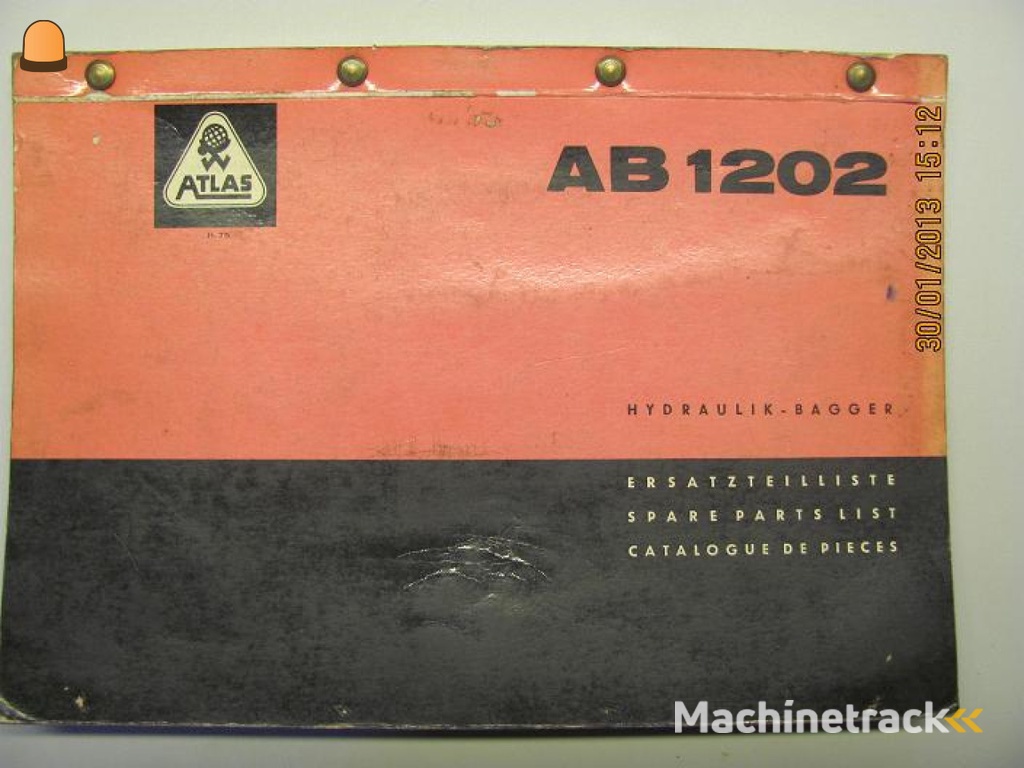 ATLAS
AB 1202
30/01/2013 15:12
HYDRAULIK-BAGGER
ERSATZTEILLISTE
SPARE PARTS LIST
CATALOGUE DE PIECES
Machinetrack